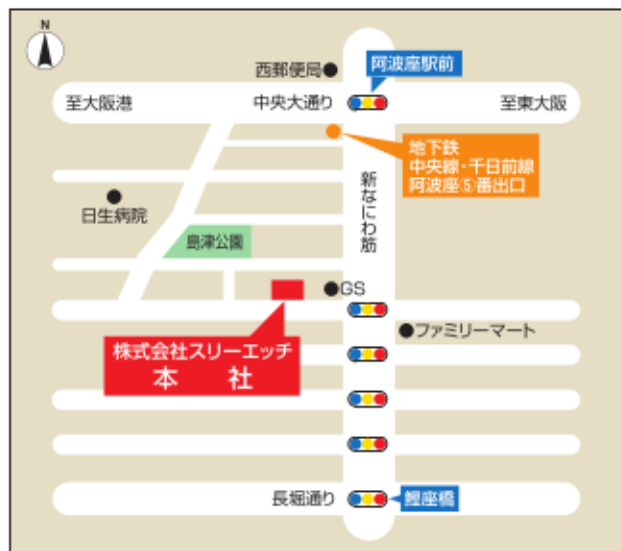 N
西郵便局
阿波座駅前
至大阪港
中央大通り
至東大阪
地下鉄
中央線・千日前線
阿波座⑤番出口
新なにわ筋
日生病院
島津公園
GS
ファミリーマート
株式会社スリーエッチ
本 社
長堀通り
鰹座橋